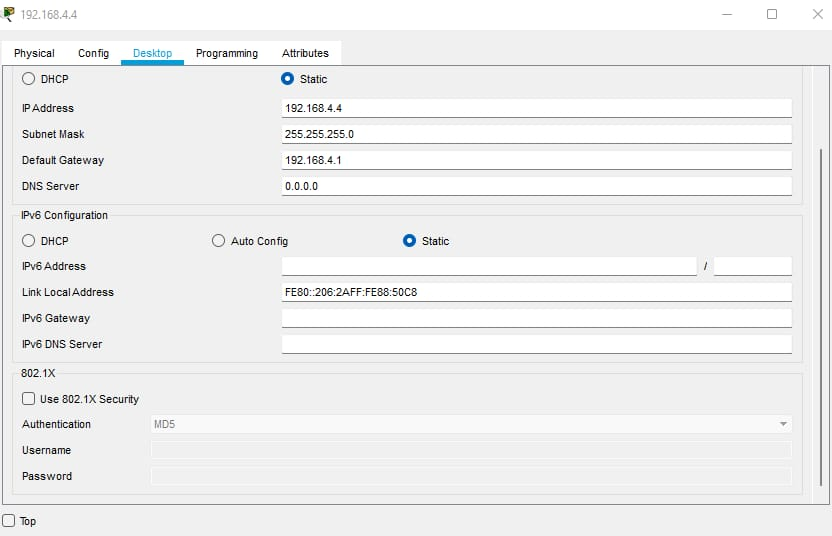 192.168.4.4
Physical Config Desktop Programming Attributes
DHCP Static
IP Address 192.168.4.4
Subnet Mask 255.255.255.0
Default Gateway 192.168.4.1
DNS Server 0.0.0.0
IPv6 Configuration
DHCP Auto Config Static
IPv6 Address /
Link Local Address FE80::206:2AFF:FE88:50C8
IPv6 Gateway
IPv6 DNS Server
802.1X
Use 802.1X Security
Authentication MD5
Username
Password
Top